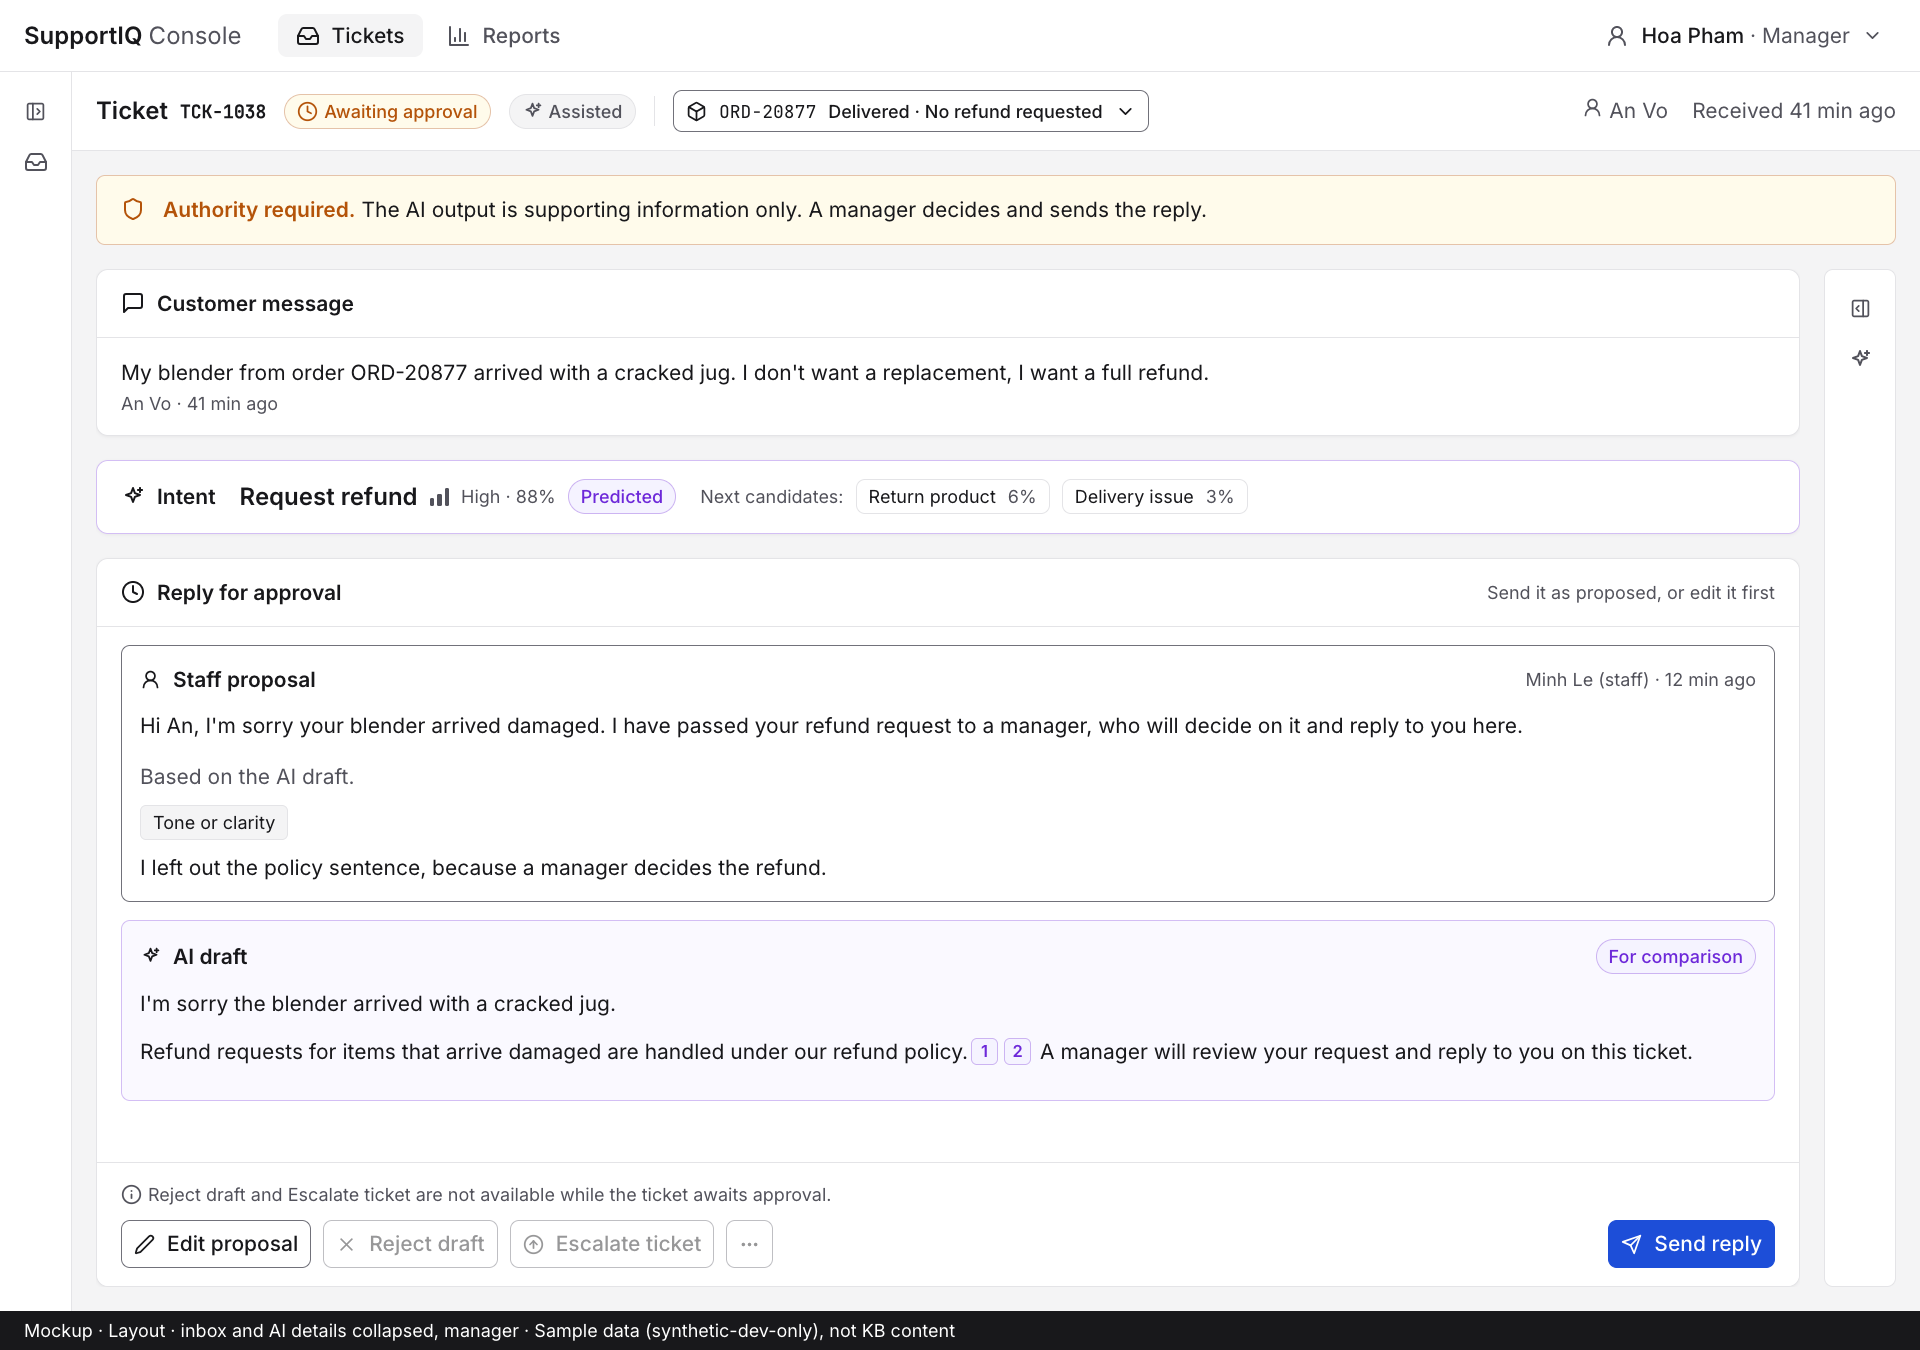 SupportIQ Console
Tickets
Reports
Hoa Pham · Manager
Ticket TCK-1038
Awaiting approval
Assisted
ORD-20877 Delivered · No refund requested
An Vo
Received 41 min ago
Authority required. The AI output is supporting information only. A manager decides and sends the reply.
Customer message
My blender from order ORD-20877 arrived with a cracked jug. I don't want a replacement, I want a full refund.
An Vo · 41 min ago
Intent
Request refund
High · 88%
Predicted
Next candidates:
Return product 6%
Delivery issue 3%
Reply for approval
Send it as proposed, or edit it first
Staff proposal
Minh Le (staff) · 12 min ago
Hi An, I'm sorry your blender arrived damaged. I have passed your refund request to a manager, who will decide on it and reply to you here.
Based on the AI draft.
Tone or clarity
I left out the policy sentence, because a manager decides the refund.
AI draft
For comparison
I'm sorry the blender arrived with a cracked jug.
Refund requests for items that arrive damaged are handled under our refund policy. 1 2 A manager will review your request and reply to you on this ticket.
Reject draft and Escalate ticket are not available while the ticket awaits approval.
Edit proposal
Reject draft
Escalate ticket
Send reply
Mockup · Layout · inbox and AI details collapsed, manager · Sample data (synthetic-dev-only), not KB content